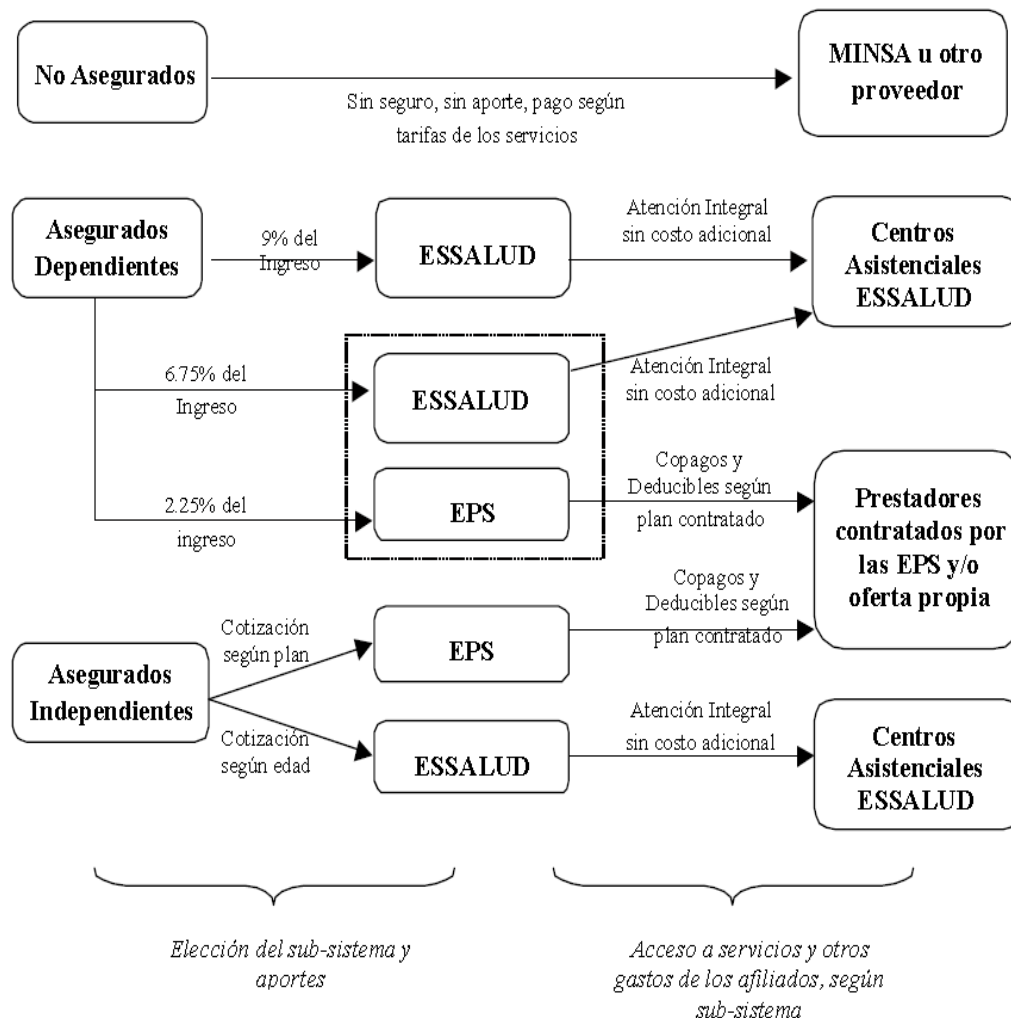 No Asegurados
Sin seguro, sin aporte, pago según
tarifas de los servicios
MINSA u otro
proveedor
Asegurados
Dependientes
9% del
Ingreso
ESSALUD
Atención Integral
sin costo adicional
Centros
Asistenciales
ESSALUD
6.75% del
Ingreso
ESSALUD
Atención Integral
sin costo adicional
2.25% del
ingreso
EPS
Copagos y
Deducibles según
plan contratado
Prestadores
contratados por
las EPS y/o
oferta propia
Asegurados
Independientes
Cotización
según plan
EPS
Copagos y
Deducibles según
plan contratado
Cotización
según edad
ESSALUD
Atención Integral
sin costo adicional
Centros
Asistenciales
ESSALUD
Elección del sub-sistema y
aportes
Acceso a servicios y otros
gastos de los afiliados, según
sub-sistema